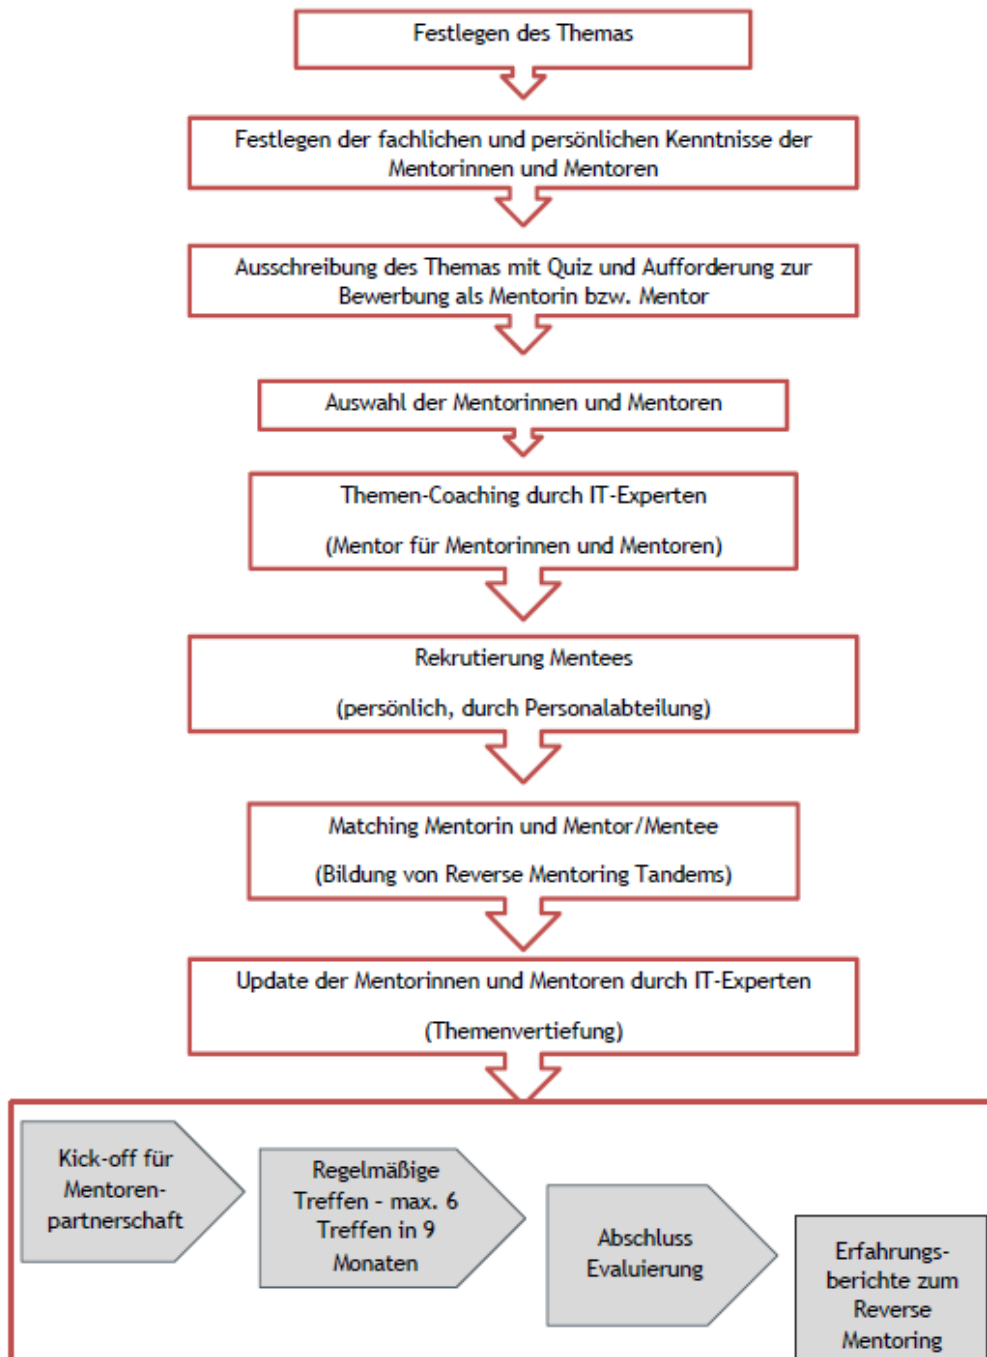 Festlegen des Themas
Festlegen der fachlichen und persönlichen Kenntnisse der
Mentorinnen und Mentoren
Ausschreibung des Themas mit Quiz und Aufforderung zur
Bewerbung als Mentorin bzw. Mentor
Auswahl der Mentorinnen und Mentoren
Themen-Coaching durch IT-Experten
(Mentor für Mentorinnen und Mentoren)
Rekrutierung Mentees
(persönlich, durch Personalabteilung)
Matching Mentorin und Mentor/Mentee
(Bildung von Reverse Mentoring Tandems)
Update der Mentorinnen und Mentoren durch IT-Experten
(Themenvertiefung)
Kick-off für
Mentoren-
partnerschaft
Regelmäßige
Treffen – max. 6
Treffen in 9
Monaten
Abschluss
Evaluierung
Erfahrungs-
berichte zum
Reverse
Mentoring